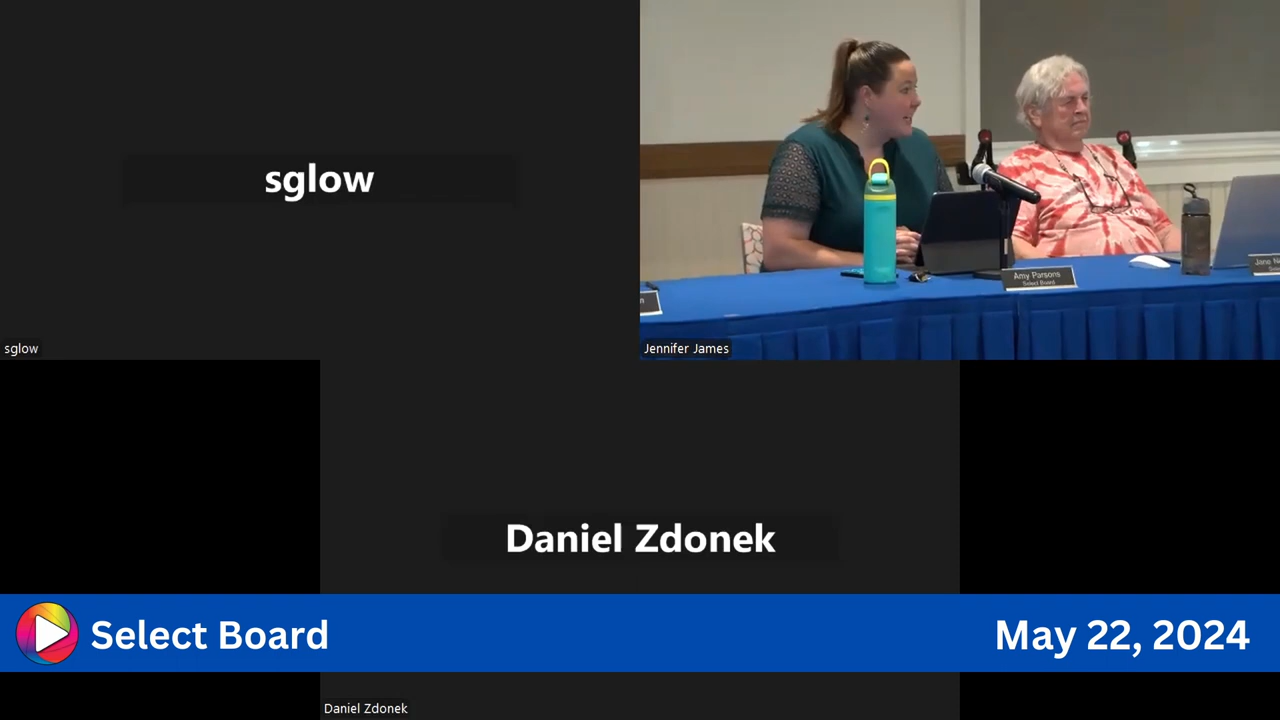 sglow
sglow
Amy Parsons
Select Board
Jennifer James
Daniel Zdonek
Select Board
May 22, 2024
Daniel Zdonek